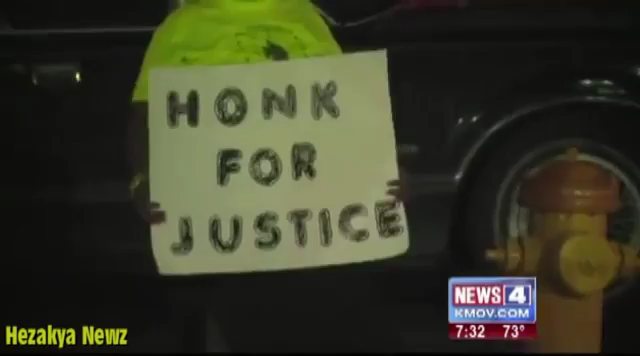 HONK
FOR
JUSTICE
NEWS 4
KMOV.COM
7:32 73°
Hezakya Newz